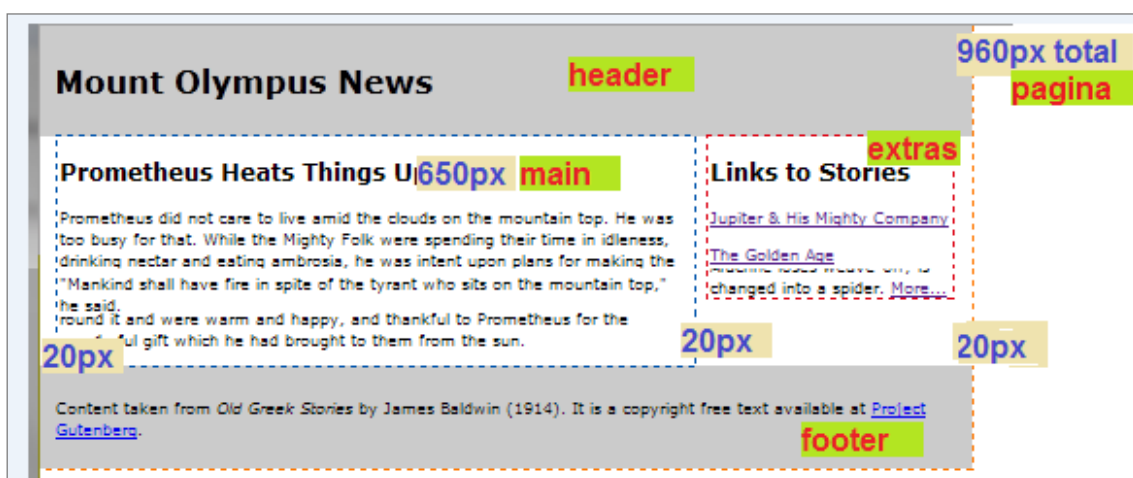 Mount Olympus News
header
960px total
pagina
Prometheus Heats Things U
650px
main
Prometheus did not care to live amid the clouds on the mountain top. He was
too busy for that. While the Mighty Folk were spending their time in idleness,
drinking nectar and eating ambrosia, he was intent upon plans for making the
"Mankind shall have fire in spite of the tyrant who sits on the mountain top,"
he said.
round it and were warm and happy, and thankful to Prometheus for the
ful gift which he had brought to them from the sun.
extras
Links to Stories
Jupiter & His Mighty Company
The Golden Age
changed into a spider. More...
20px
20px
20px
Content taken from Old Greek Stories by James Baldwin (1914). It is a copyright free text available at Project
Gutenberg.
footer